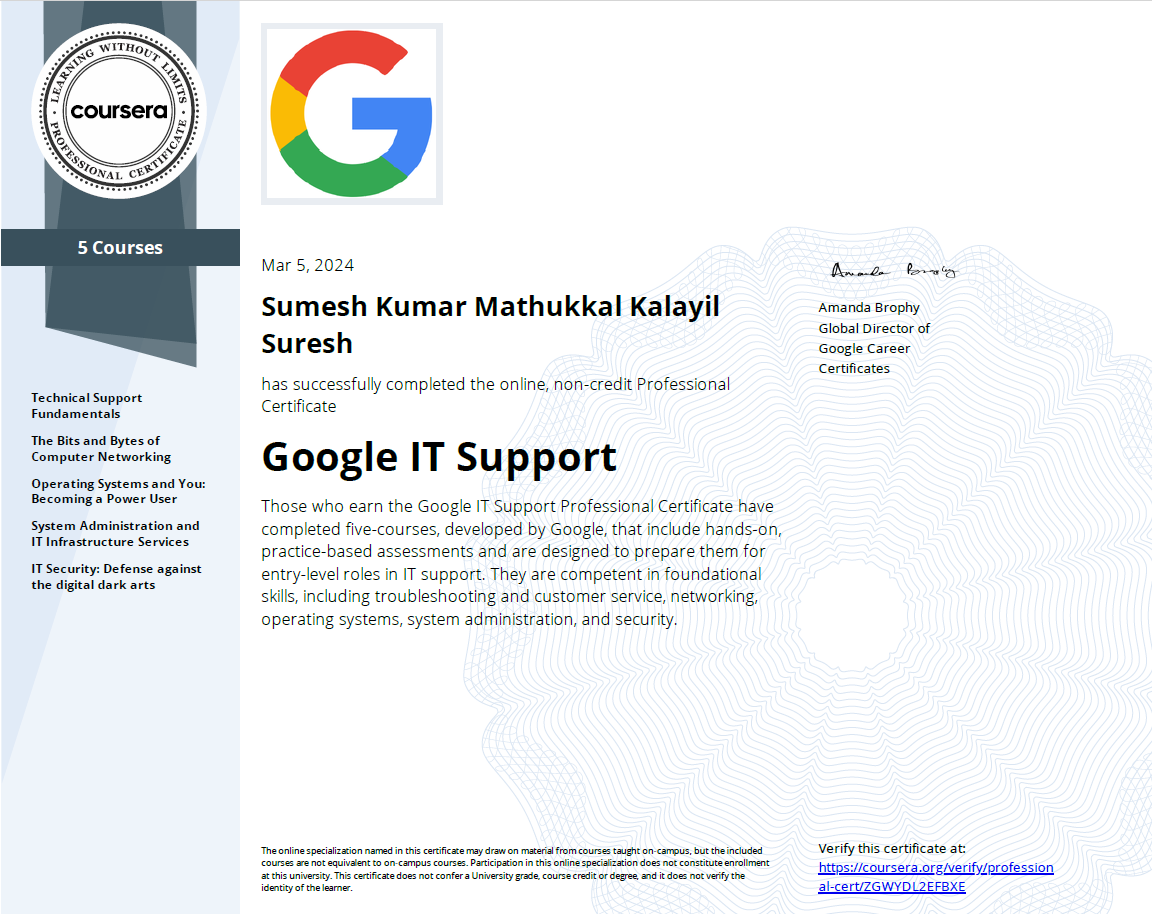 LEARNING WITHOUT LIMITS
coursera
PROFESSIONAL CERTIFICATE
5 Courses
Technical Support
Fundamentals
The Bits and Bytes of
Computer Networking
Operating Systems and You:
Becoming a Power User
System Administration and
IT Infrastructure Services
IT Security: Defense against
the digital dark arts
G
Mar 5, 2024
Sumesh Kumar Mathukkal Kalayil
Suresh
has successfully completed the online, non-credit Professional
Certificate
Google IT Support
Those who earn the Google IT Support Professional Certificate have
completed five-courses, developed by Google, that include hands-on,
practice-based assessments and are designed to prepare them for
entry-level roles in IT support. They are competent in foundational
skills, including troubleshooting and customer service, networking,
operating systems, system administration, and security.
Amanda Brophy
Amanda Brophy
Global Director of
Google Career
Certificates
The online specialization named in this certificate may draw on material from courses taught on-campus, but the included
courses are not equivalent to on-campus courses. Participation in this online specialization does not constitute enrollment
at this university. This certificate does not confer a University grade, course credit or degree, and it does not verify the
identity of the learner.
Verify this certificate at:
https://coursera.org/verify/profession
al-cert/ZGWYDL2EFBXE